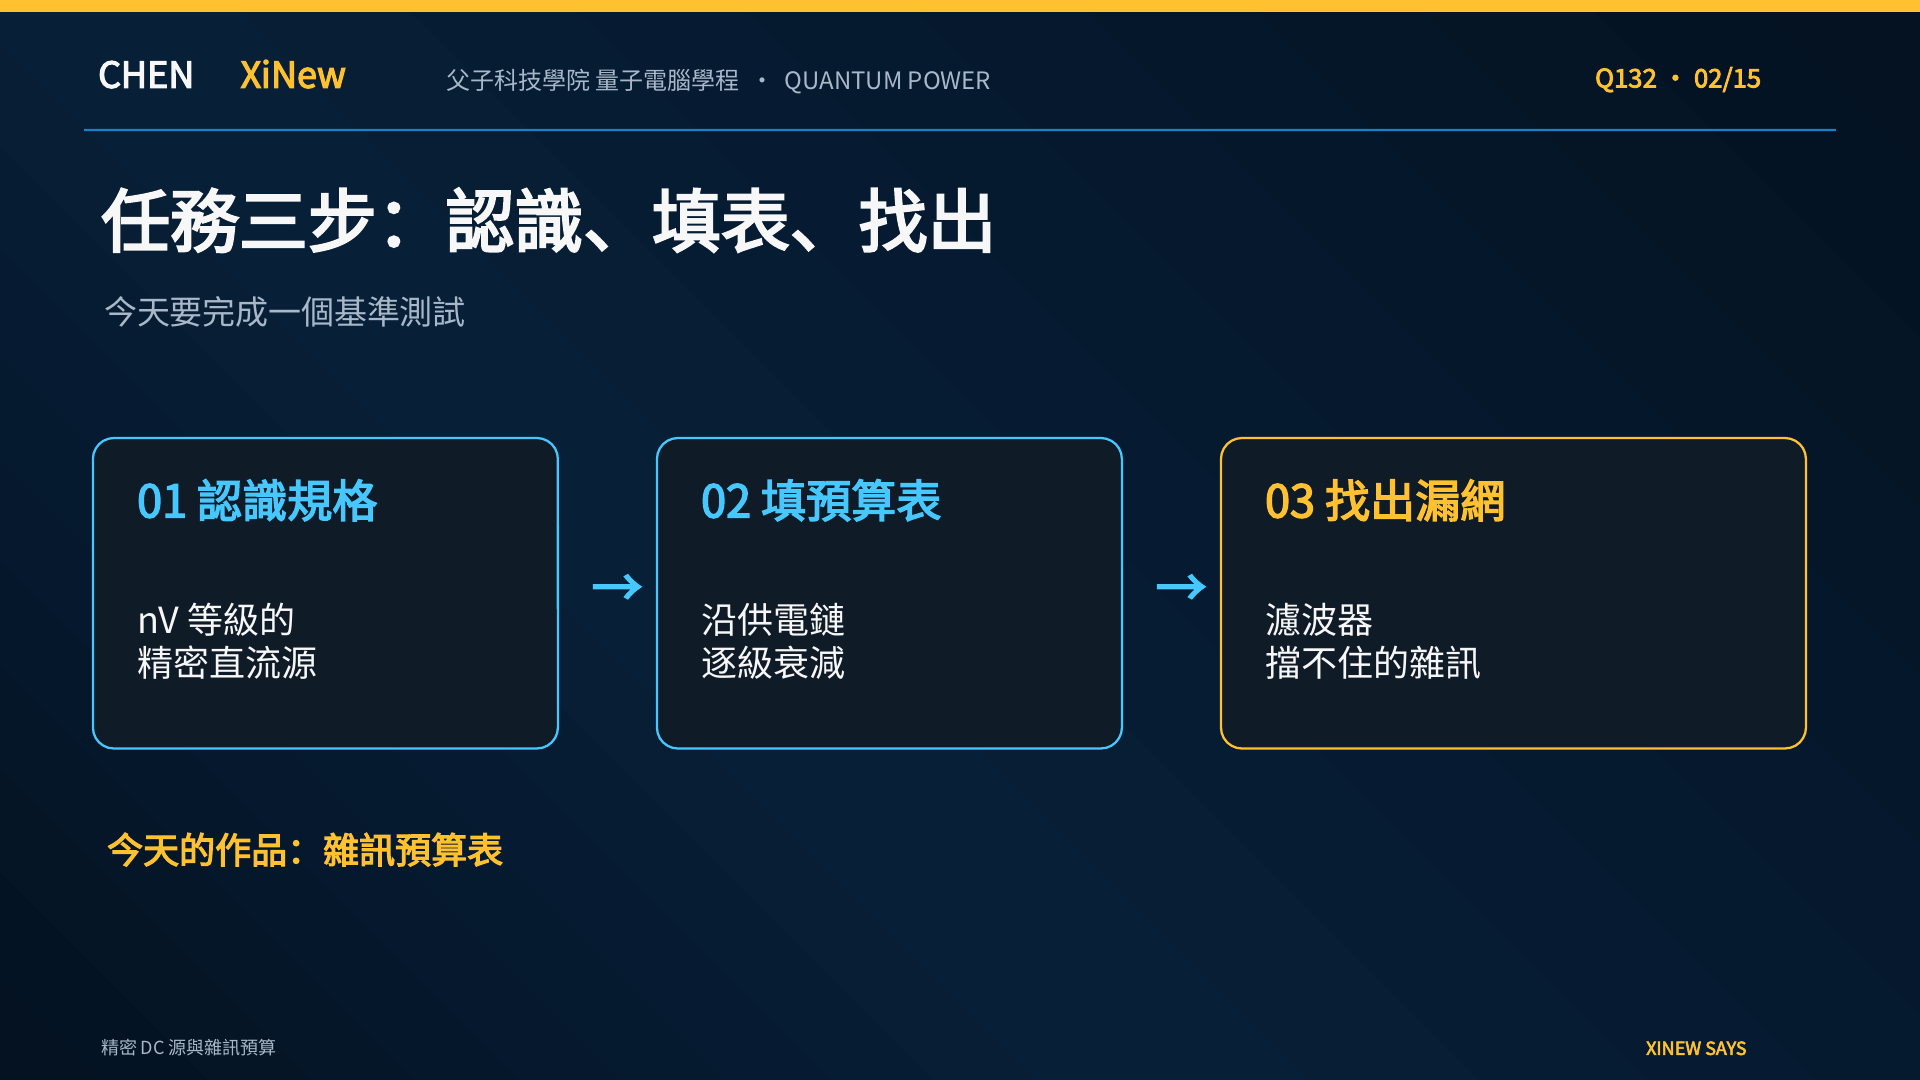 CHEN XiNew 父子科技學院 量子電腦學程 • QUANTUM POWER Q132 • 02/15
任務三步：認識、填表、找出
今天要完成一個基準測試
01 認識規格
nV 等級的
精密直流源
→
02 填預算表
沿供電鏈
逐級衰減
→
03 找出漏網
濾波器
擋不住的雜訊
今天的作品：雜訊預算表
精密 DC 源與雜訊預算
XINEW SAYS